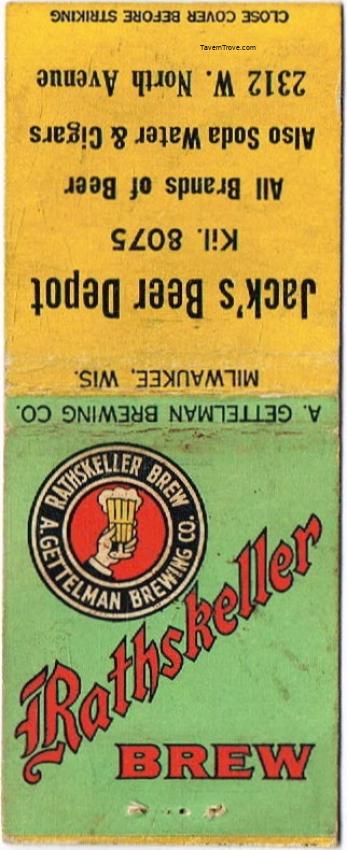 CLOSE COVER BEFORE STRIKING
TavernTrove.com
Jack's Beer Depot
Kil. 8075
All Brands of Beer
Also Soda Water & Cigars
2312 W. North Avenue
A. GETTELMAN BREWING CO.
MILWAUKEE, WIS.
RATHSKELLER BREW
A. GETTELMAN BREWING CO.
Rathskeller
BREW